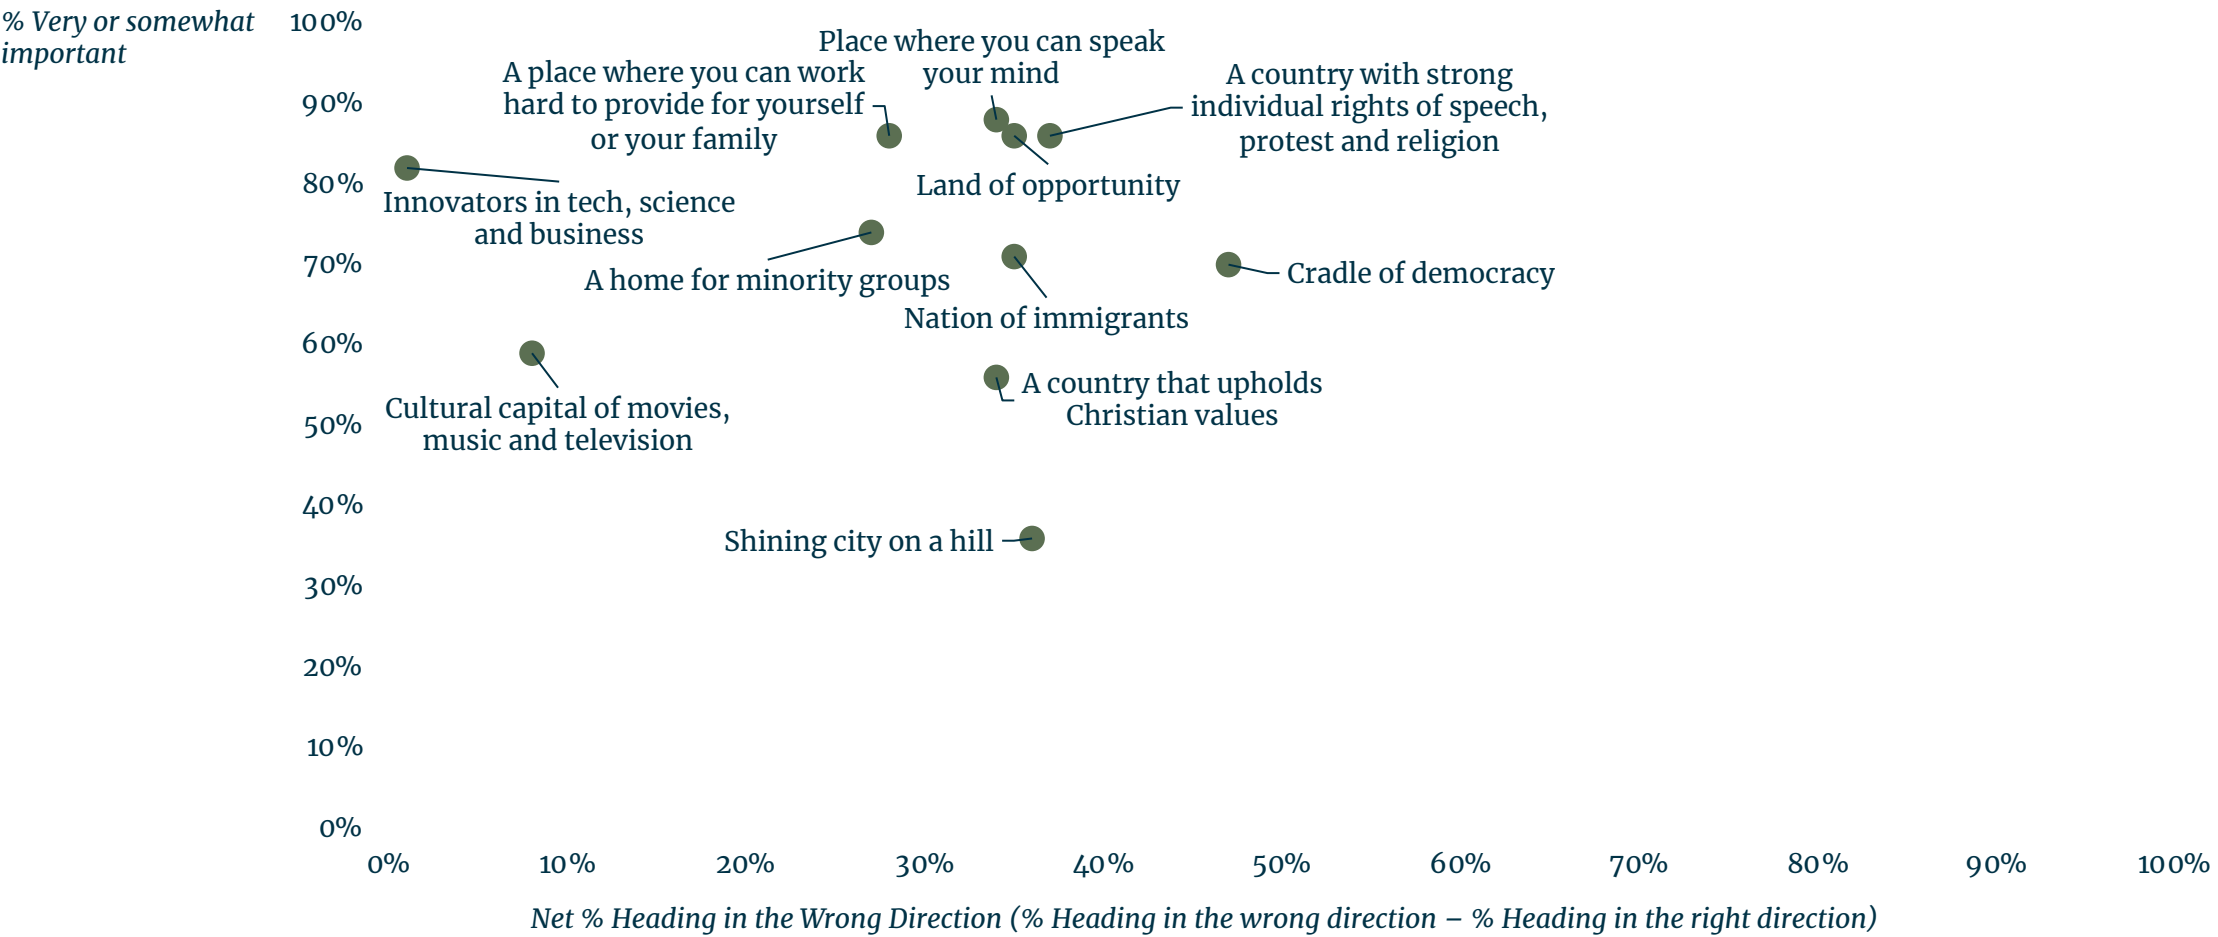 % Very or somewhat
important
100%
90%
80%
70%
60%
50%
40%
30%
20%
10%
0%
Place where you can speak
your mind
A place where you can work
hard to provide for yourself
or your family
A country with strong
individual rights of speech,
protest and religion
Land of opportunity
Innovators in tech, science
and business
A home for minority groups
Cradle of democracy
Nation of immigrants
A country that upholds
Christian values
Cultural capital of movies,
music and television
Shining city on a hill
0% 10% 20% 30% 40% 50% 60% 70% 80% 90% 100%
Net % Heading in the Wrong Direction (% Heading in the wrong direction – % Heading in the right direction)